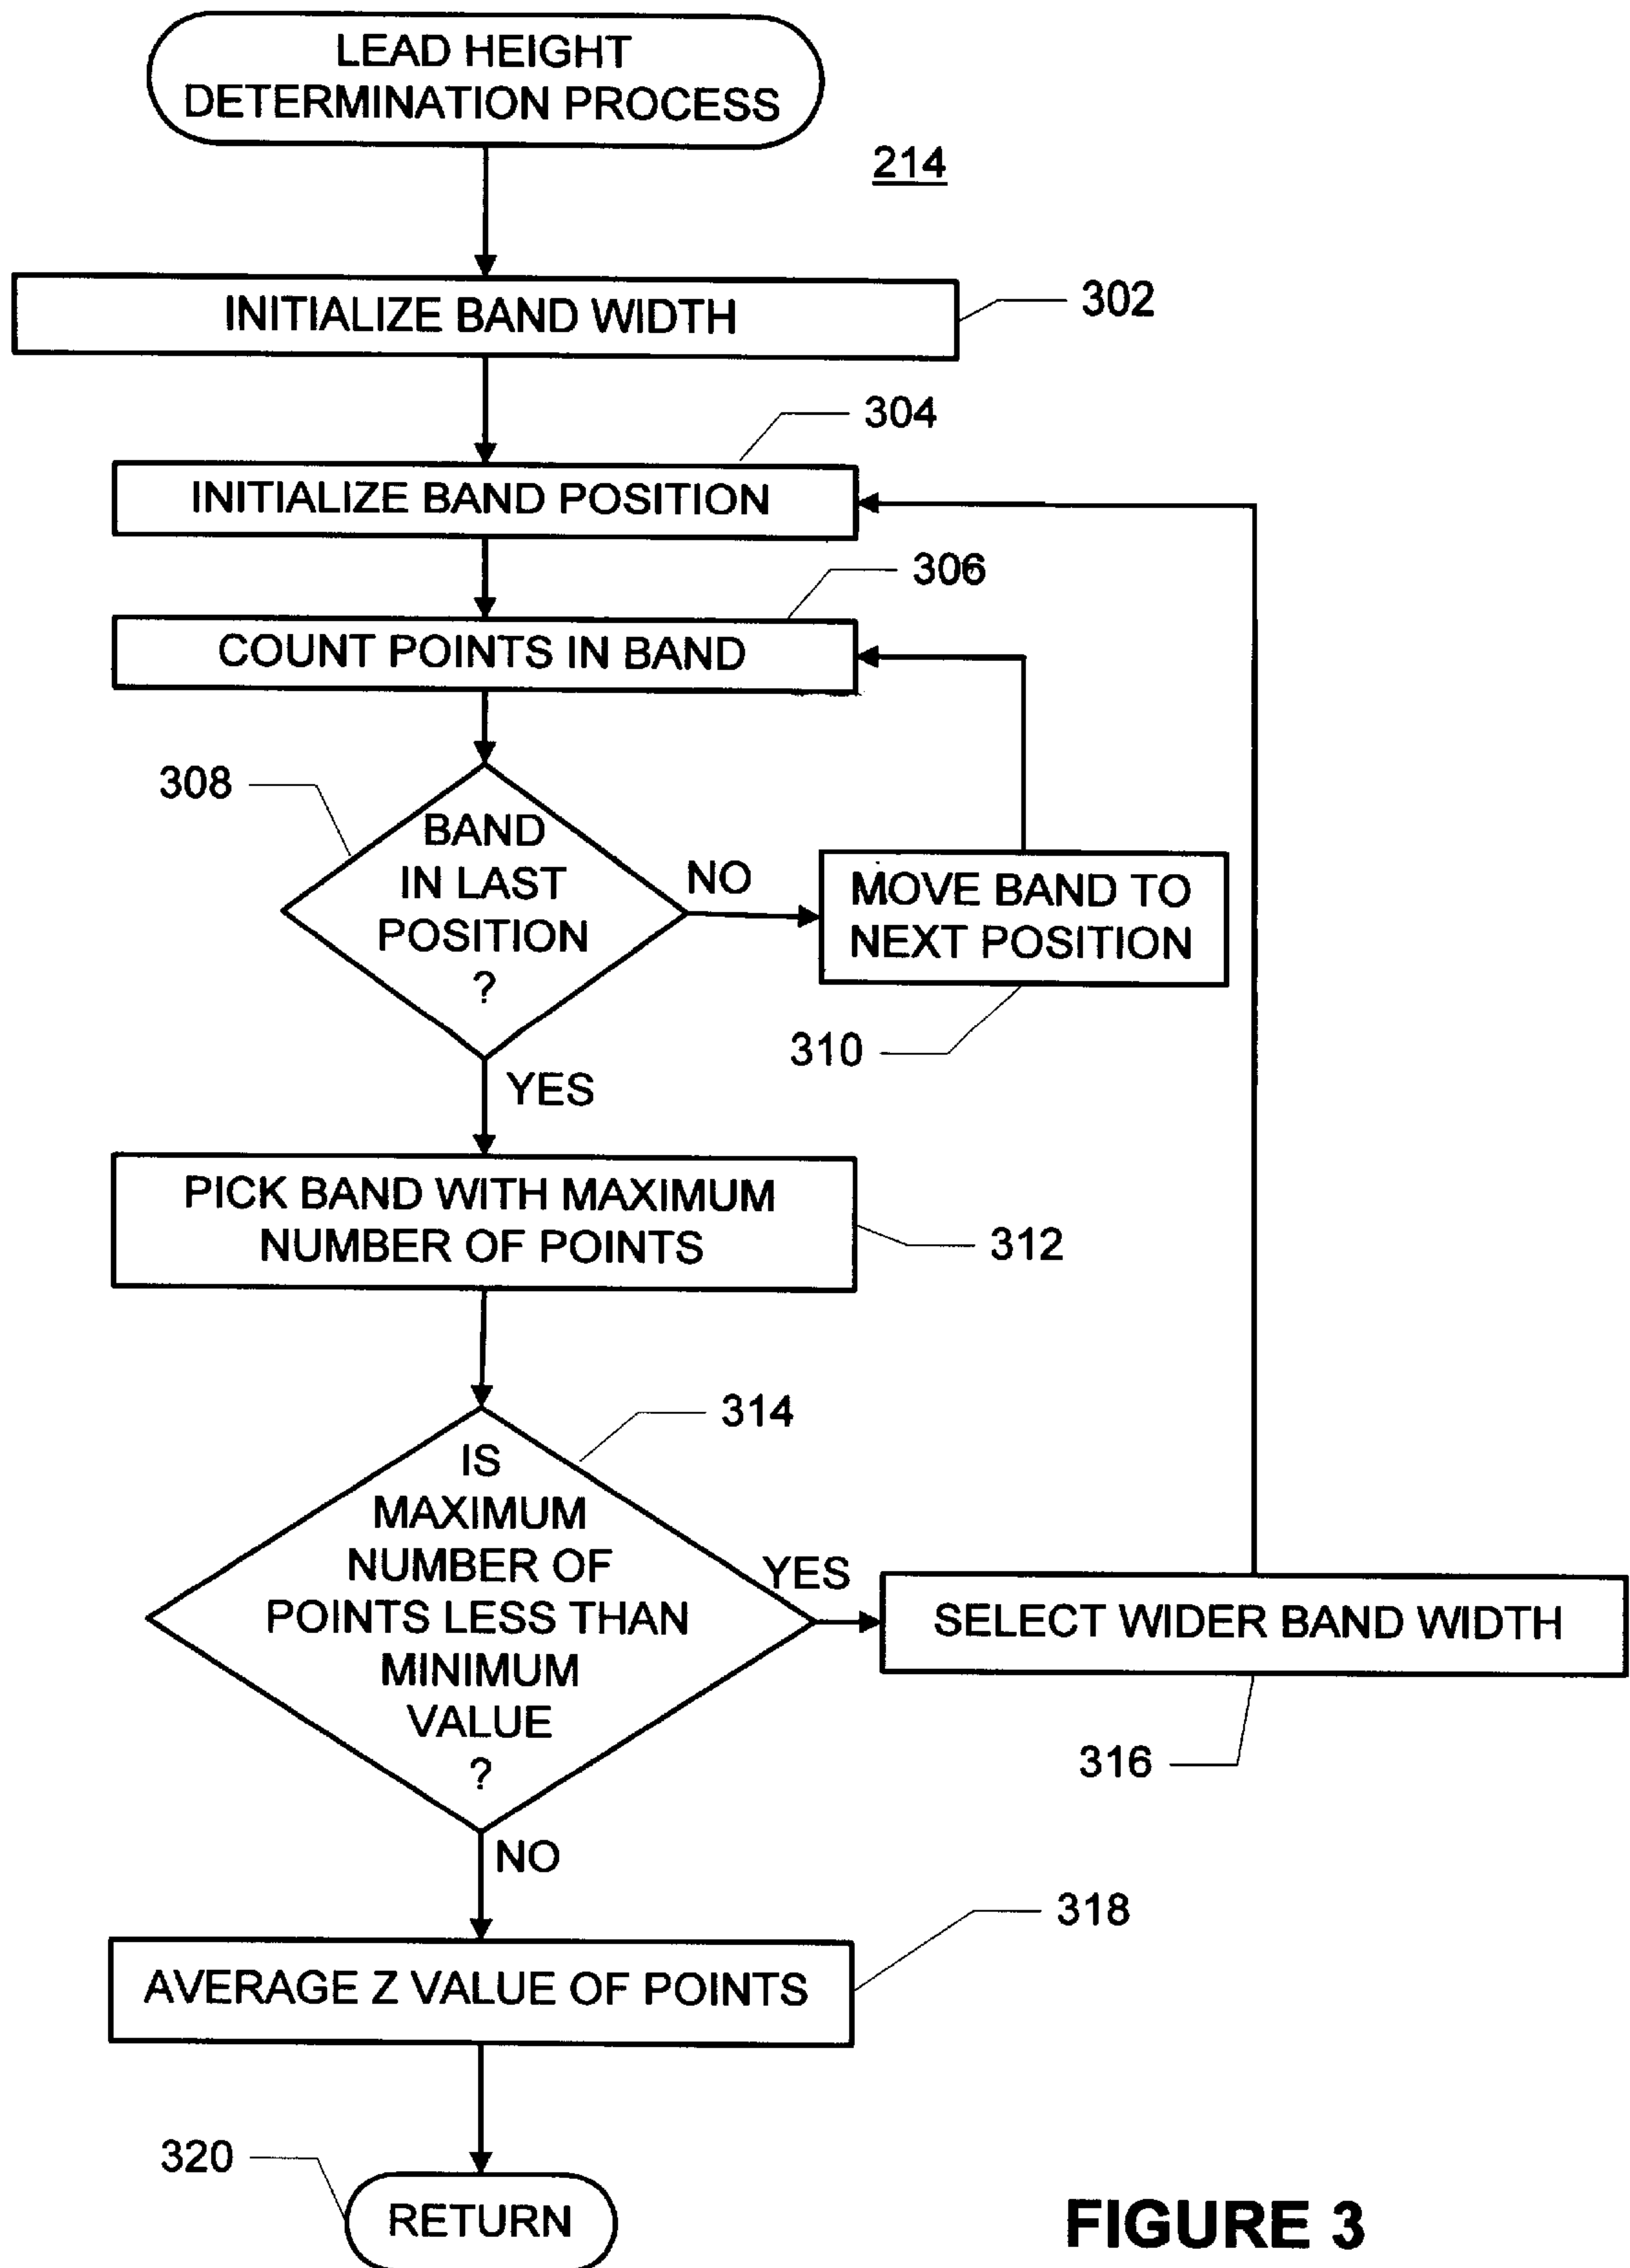 LEAD HEIGHT
DETERMINATION PROCESS
214
INITIALIZE BAND WIDTH
302
304
INITIALIZE BAND POSITION
306
COUNT POINTS IN BAND
308
BAND
IN LAST
POSITION
?
NO
MOVE BAND TO
NEXT POSITION
310
YES
PICK BAND WITH MAXIMUM
NUMBER OF POINTS
312
314
IS
MAXIMUM
NUMBER OF
POINTS LESS THAN
MINIMUM
VALUE
?
YES
SELECT WIDER BAND WIDTH
316
NO
318
AVERAGE Z VALUE OF POINTS
320
RETURN
FIGURE 3